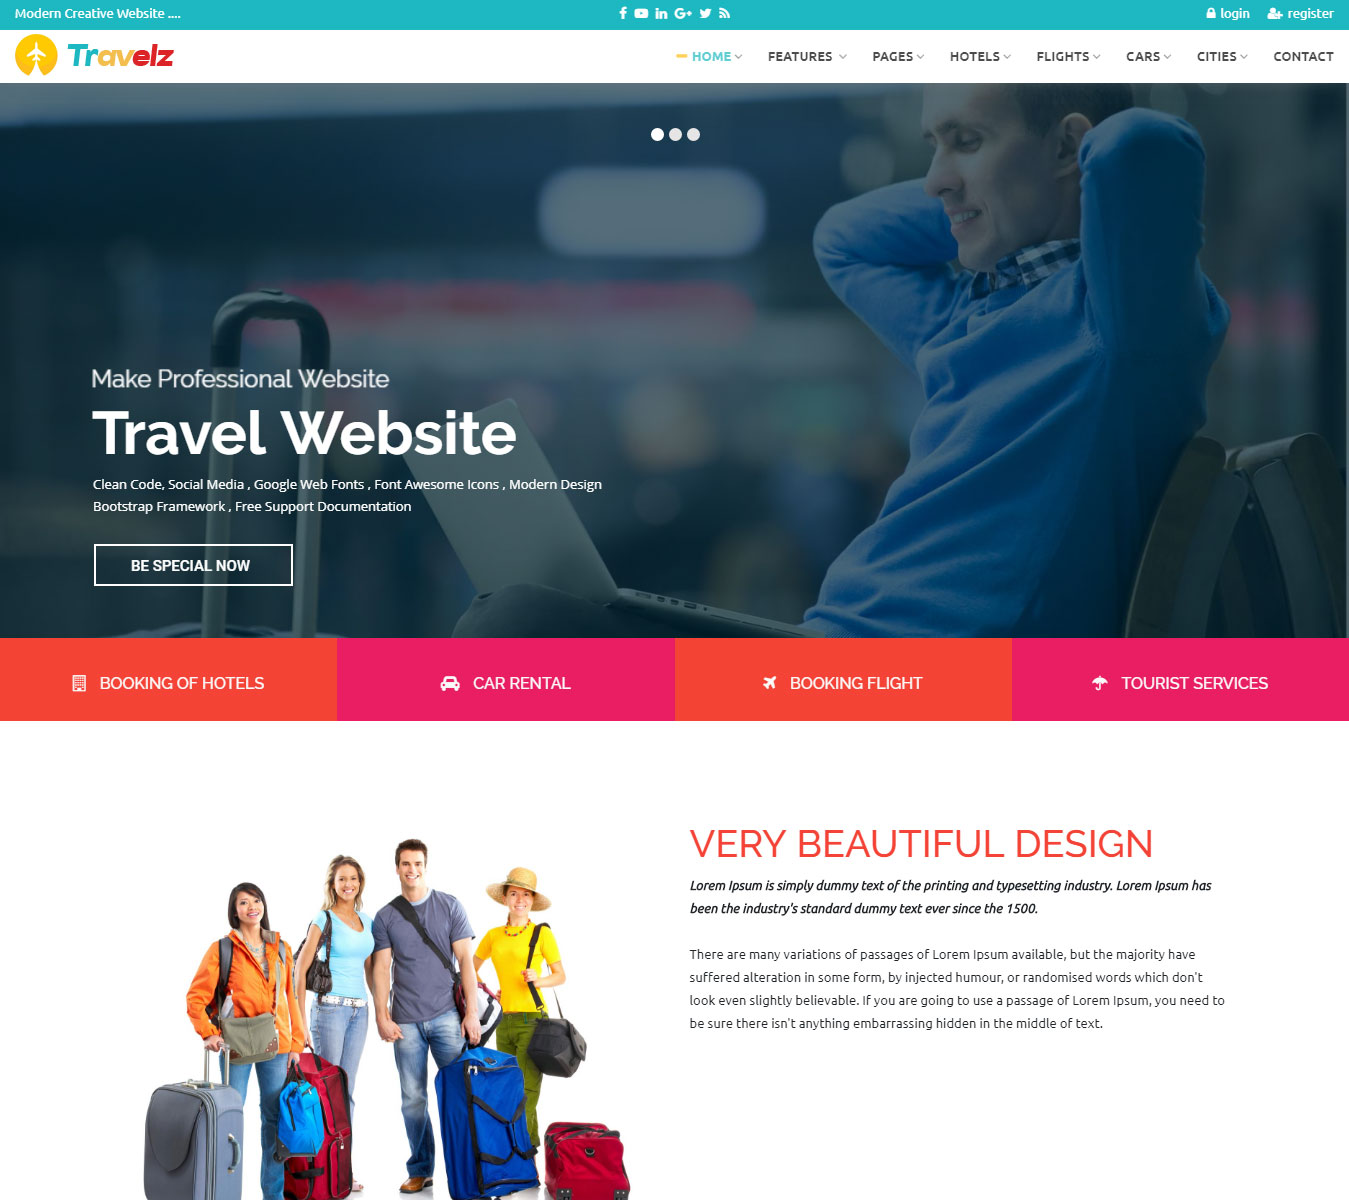 Modern Creative Website ....
login
register
Travelz
HOME
FEATURES
PAGES
HOTELS
FLIGHTS
CARS
CITIES
CONTACT
Make Professional Website
Travel Website
Clean Code, Social Media , Google Web Fonts , Font Awesome Icons , Modern Design
Bootstrap Framework , Free Support Documentation
BE SPECIAL NOW
BOOKING OF HOTELS
CAR RENTAL
BOOKING FLIGHT
TOURIST SERVICES
VERY BEAUTIFUL DESIGN
Lorem Ipsum is simply dummy text of the printing and typesetting industry. Lorem Ipsum has
been the industry's standard dummy text ever since the 1500.
There are many variations of passages of Lorem Ipsum available, but the majority have
suffered alteration in some form, by injected humour, or randomised words which don't
look even slightly believable. If you are going to use a passage of Lorem Ipsum, you need to
be sure there isn't anything embarrassing hidden in the middle of text.